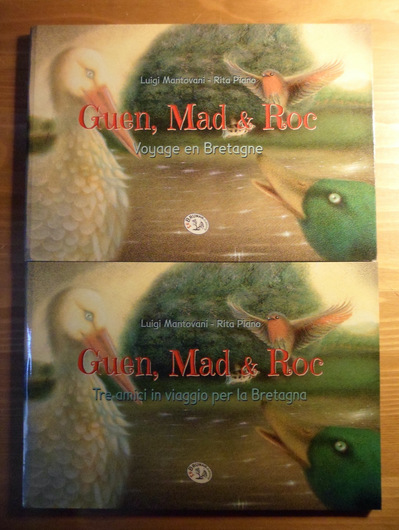 Luigi Mantovani - Rita Piano
Guen, Mad & Roc
Voyage en Bretagne
Luigi Mantovani - Rita Piano
Guen, Mad & Roc
Tre amici in viaggio per la Bretagna